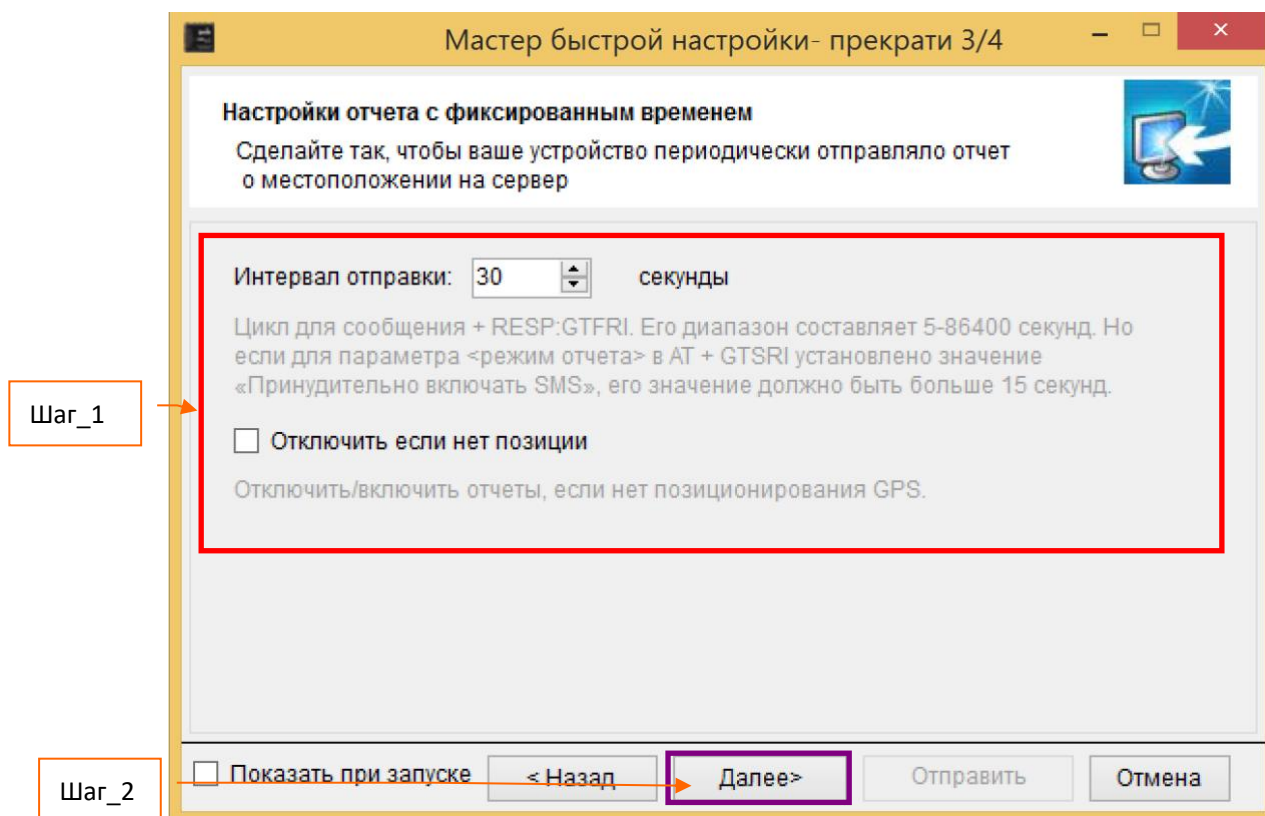 Мастер быстрой настройки- прекрати 3/4
Настройки отчета с фиксированным временем
Сделайте так, чтобы ваше устройство периодически отправляло отчет
о местоположении на сервер
Интервал отправки: 30 секунды
Цикл для сообщения + RESP:GTFRI. Его диапазон составляет 5-86400 секунд. Но
если для параметра <режим отчета> в AT + GTSRI установлено значение
«Принудительно включать SMS», его значение должно быть больше 15 секунд.
Шаг_1
Отключить если нет позиции
Отключить/включить отчеты, если нет позиционирования GPS.
Шаг_2
Показать при запуске < Назад Далее> Отправить Отмена